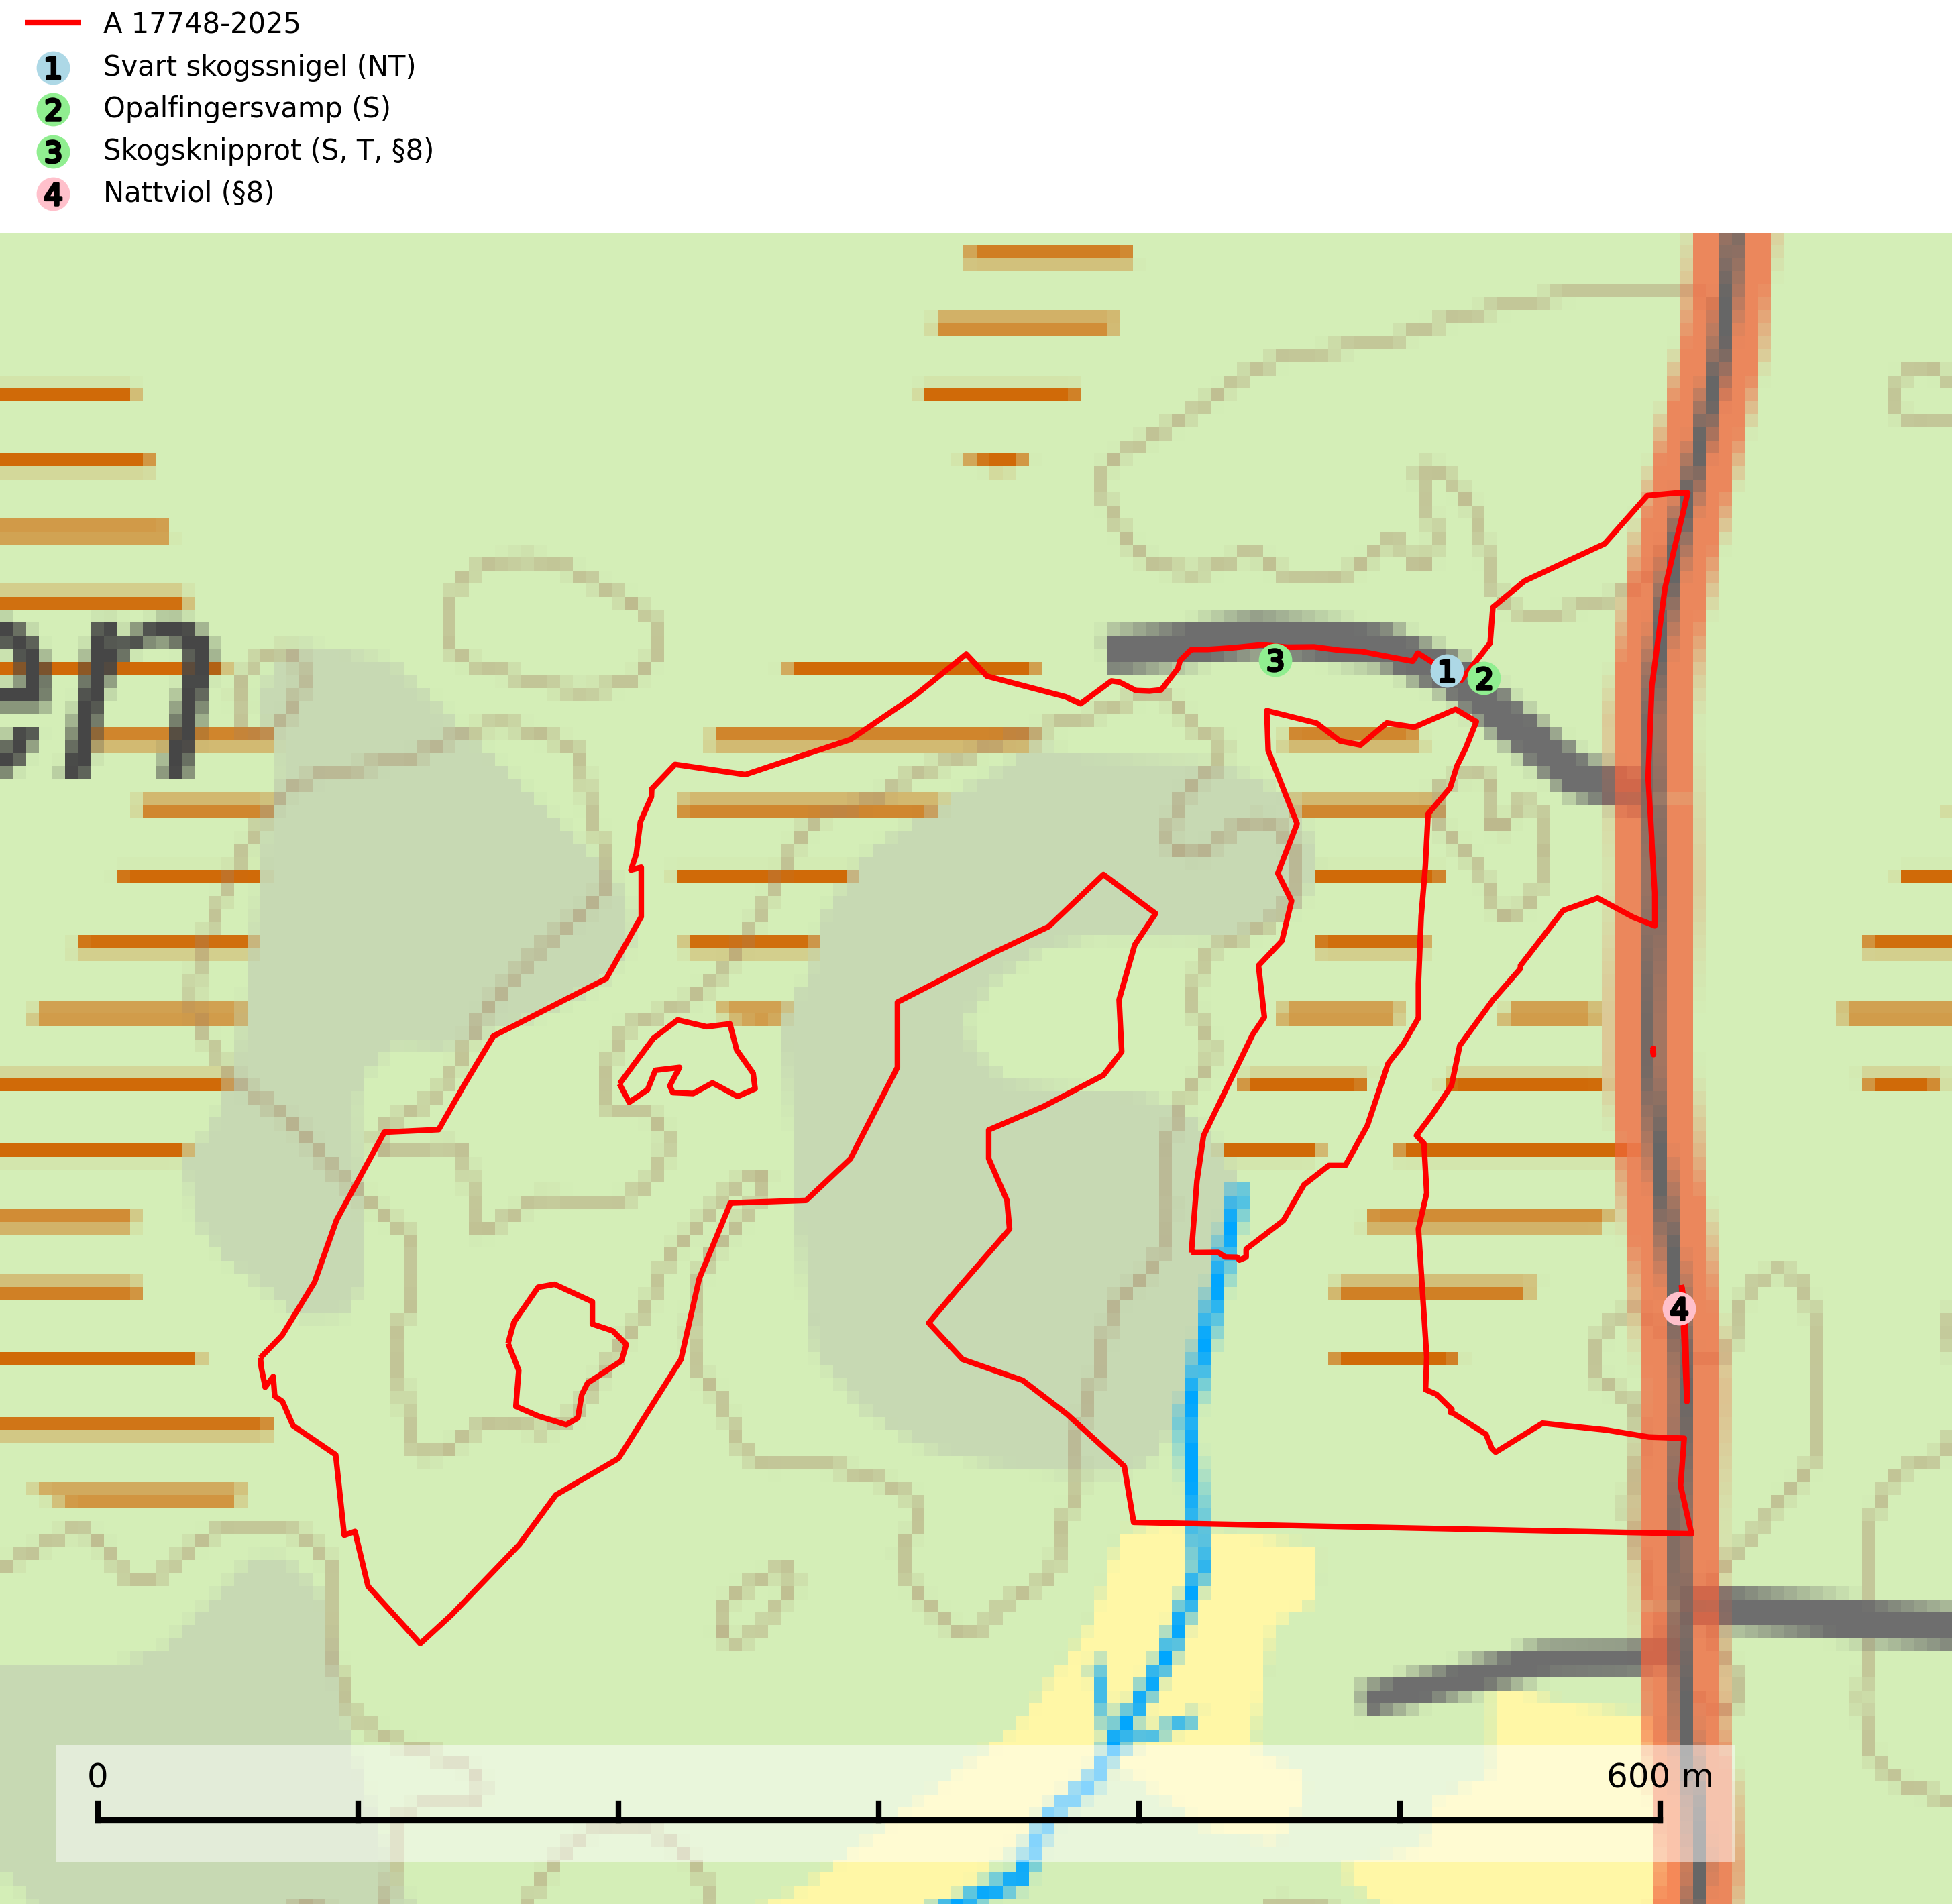 A 17748-2025
1 Svart skogssnigel (NT)
2 Opalfingersvamp (S)
3 Skogsknipprot (S, T, §8)
4 Nattviol (§8)
3
1
2
4
0
600 m